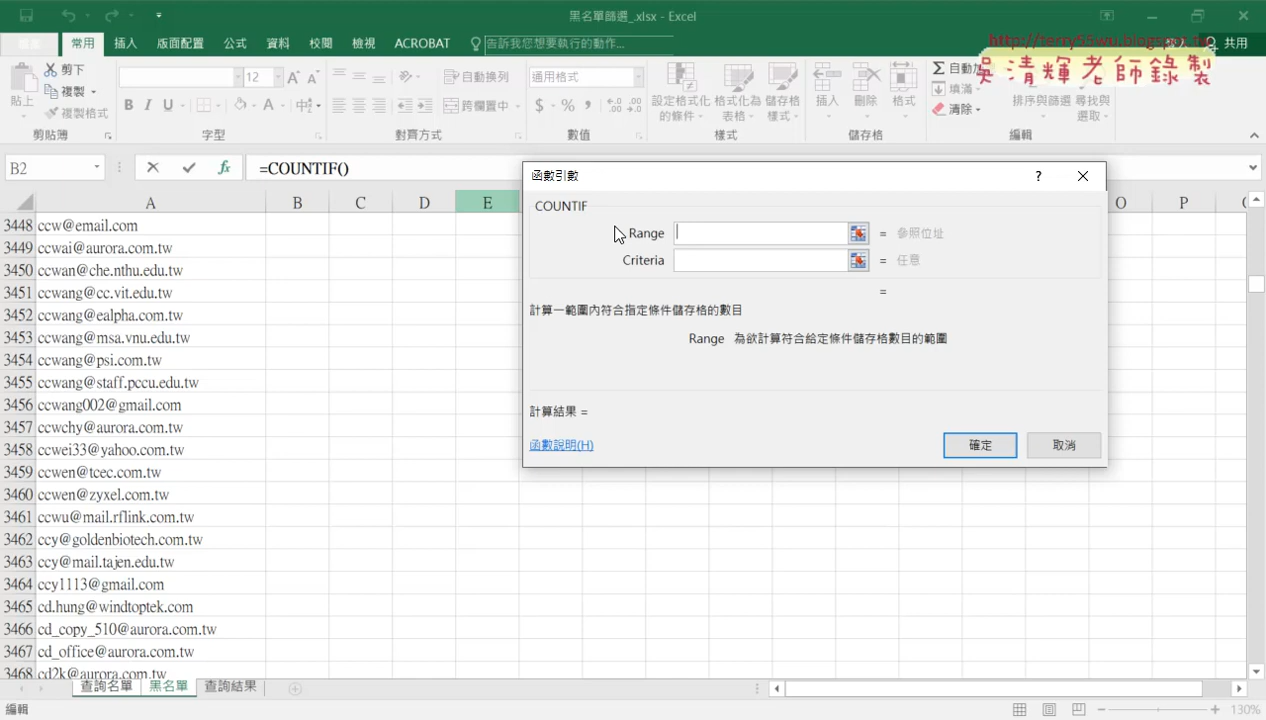 黑名單篩選_.xlsx - Excel
http://terry55wu.blogspot.tw
吳清輝老師錄製
常用 插入 版面配置 公式 資料 校閱 檢視 ACROBAT 告訴我您想要執行的動作... 共用
貼上 剪下 複製 複製格式 剪貼簿
12 B I U 字型
自動換列 跨欄置中 對齊方式
通用格式 $ % 數值
設定格式化的條件 格式化為表格 儲存格樣式 樣式
插入 刪除 格式 儲存格
自動加 填滿 清除 排序與篩選 尋找與選取 編輯
B2 fx =COUNTIF()
A B C D E O P
3448 ccw@email.com
3449 ccwai@aurora.com.tw
3450 ccwan@che.nthu.edu.tw
3451 ccwang@cc.vit.edu.tw
3452 ccwang@ealpha.com.tw
3453 ccwang@msa.vnu.edu.tw
3454 ccwang@psi.com.tw
3455 ccwang@staff.pccu.edu.tw
3456 ccwang002@gmail.com
3457 ccwchy@aurora.com.tw
3458 ccwei33@yahoo.com.tw
3459 ccwen@tcec.com.tw
3460 ccwen@zyxel.com.tw
3461 ccwu@mail.rflink.com.tw
3462 ccy@goldenbiotech.com.tw
3463 ccy@mail.tajen.edu.tw
3464 ccy1113@gmail.com
3465 cd.hung@windtoptek.com
3466 cd_copy_510@aurora.com.tw
3467 cd_office@aurora.com.tw
3468 cd2k@aurora.com.tw
函數引數 ?
COUNTIF
Range = 參照位址
Criteria = 任意
=
計算一範圍內符合指定條件儲存格的數目
Range 為欲計算符合給定條件儲存格數目的範圍
計算結果 =
函數說明(H) 確定 取消
查詢名單 黑名單 查詢結果
編輯 130%